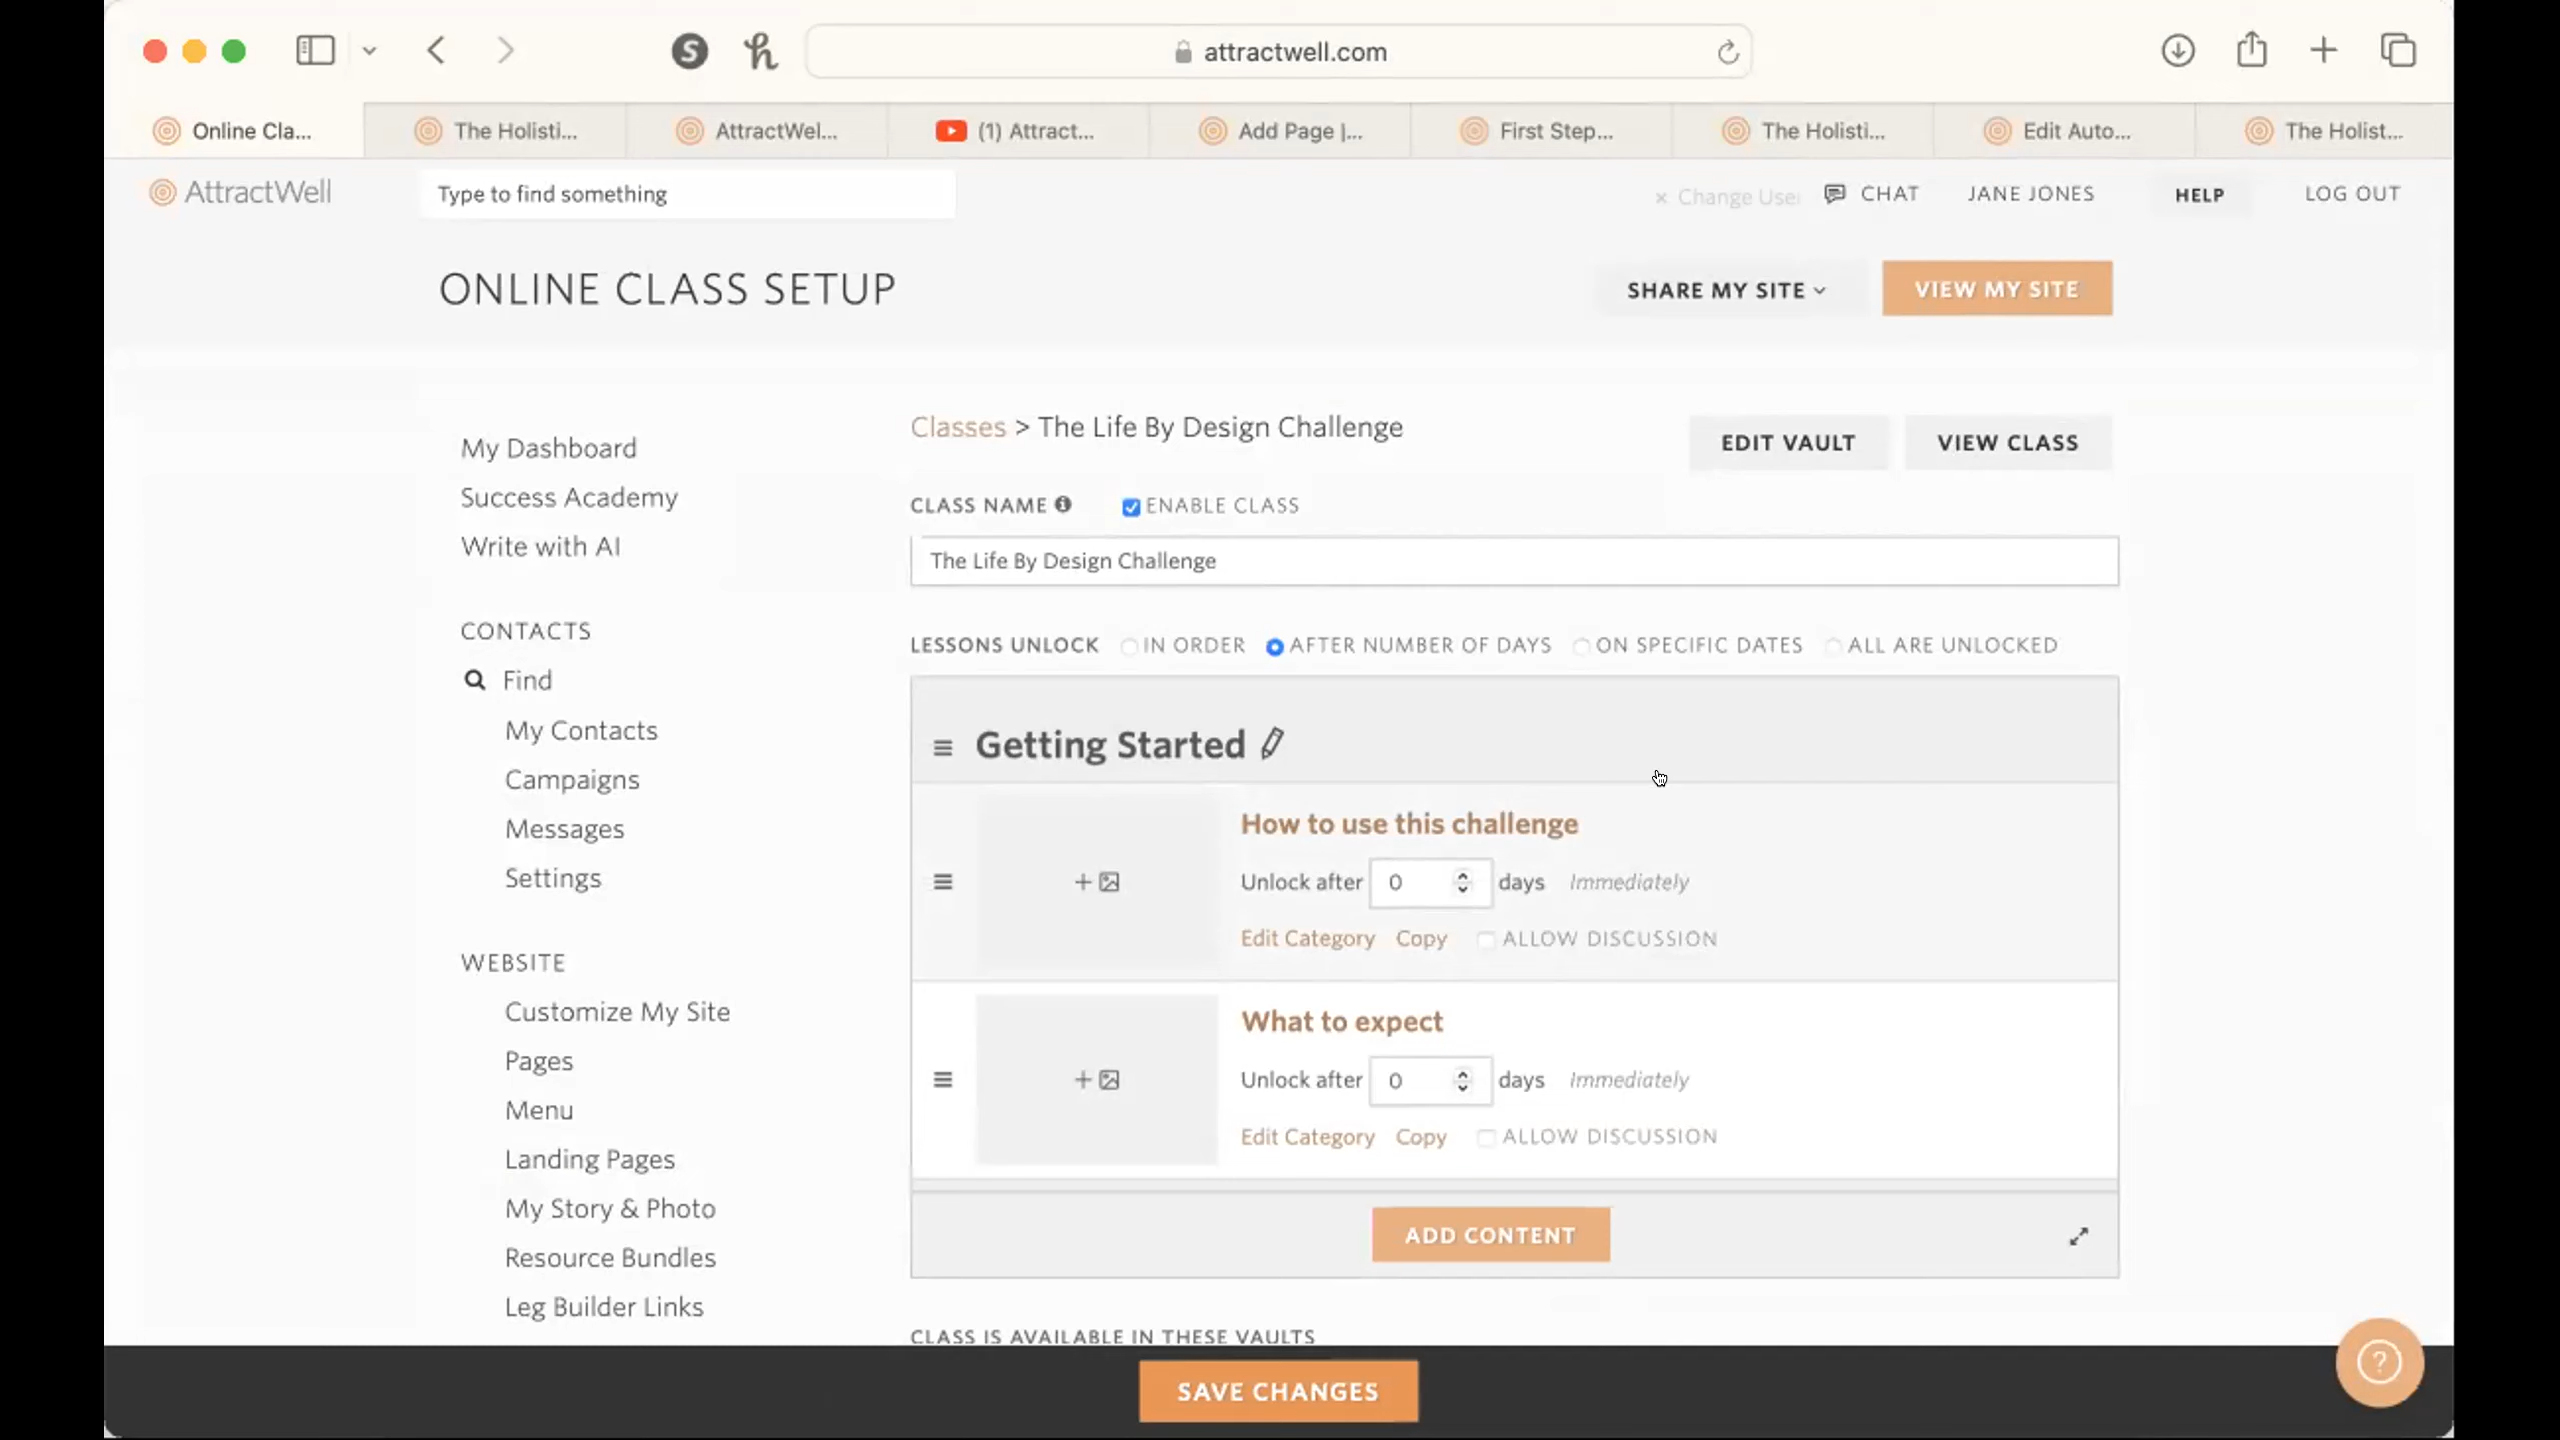 attractwell.com
Online Cla...
The Holisti...
AttractWel...
(1) Attract...
Add Page |...
First Step...
The Holisti...
Edit Auto...
The Holist...
AttractWell
Type to find something
× Change User
CHAT
JANE JONES
HELP
LOG OUT
ONLINE CLASS SETUP
SHARE MY SITE
VIEW MY SITE
My Dashboard
Success Academy
Write with AI
CONTACTS
Find
My Contacts
Campaigns
Messages
Settings
WEBSITE
Customize My Site
Pages
Menu
Landing Pages
My Story & Photo
Resource Bundles
Leg Builder Links
Classes > The Life By Design Challenge
EDIT VAULT
VIEW CLASS
CLASS NAME
ENABLE CLASS
The Life By Design Challenge
LESSONS UNLOCK IN ORDER AFTER NUMBER OF DAYS ON SPECIFIC DATES ALL ARE UNLOCKED
Getting Started
How to use this challenge
Unlock after 0 days Immediately
Edit Category Copy ALLOW DISCUSSION
What to expect
Unlock after 0 days Immediately
Edit Category Copy ALLOW DISCUSSION
ADD CONTENT
CLASS IS AVAILABLE IN THESE VAULTS
SAVE CHANGES